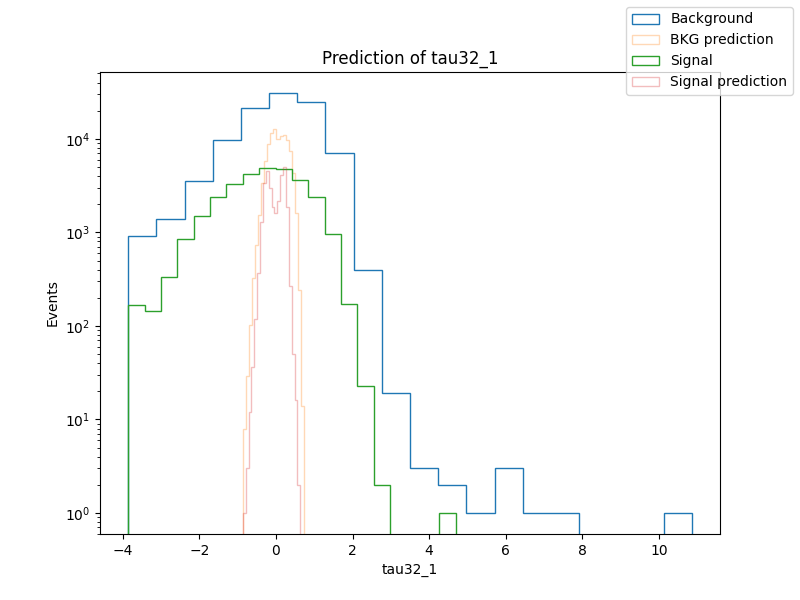 Prediction of tau32_1
Background
BKG prediction
Signal
Signal prediction
Events
10⁴
10³
10²
10¹
10⁰
−4 −2 0 2 4 6 8 10
tau32_1